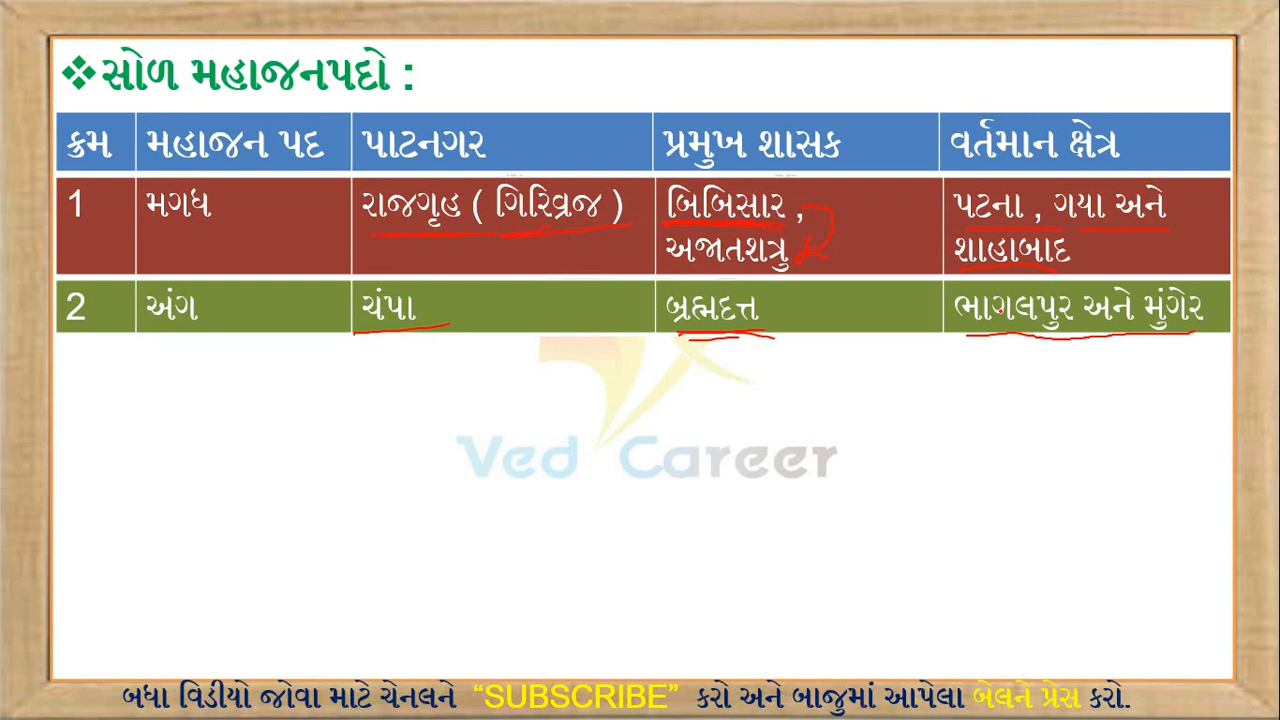 ❖સોળ મહાજનપદો :
ક્રમ મહાજન પદ પાટનગર પ્રમુખ શાસક વર્તમાન ક્ષેત્ર
1 મગધ રાજગૃહ ( ગિરિવ્રજ ) બિબિસાર , પટના , ગયા અને
અજાતશત્રુ શાહાબાદ
2 અંગ ચંપા બ્રહ્મદત્ત ભાગલપુર અને મુંગેર
Ved Career
બધા વિડીયો જોવા માટે ચેનલને “SUBSCRIBE” કરો અને બાજુમાં આપેલા બેલને પ્રેસ કરો.